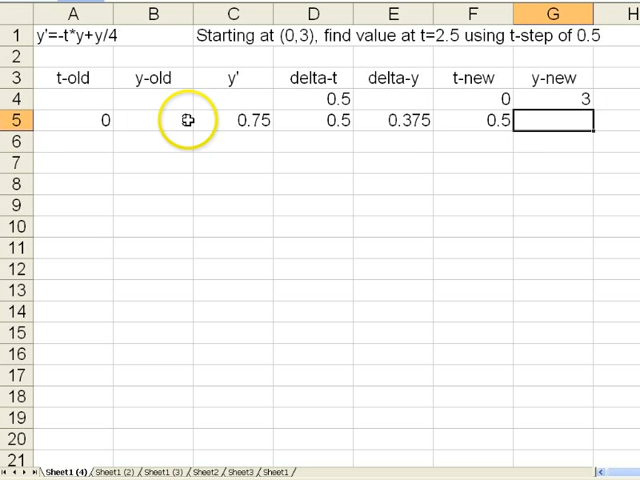 A B C D E F G H
1 y'=-t*y+y/4 Starting at (0,3), find value at t=2.5 using t-step of 0.5
2
3 t-old y-old y' delta-t delta-y t-new y-new
4 0.5 0 3
5 0 0.75 0.5 0.375 0.5
6
7
8
9
10
11
12
13
14
15
16
17
18
19
20
21
Sheet1 (4) Sheet1 (2) Sheet1 (3) Sheet2 Sheet3 Sheet1